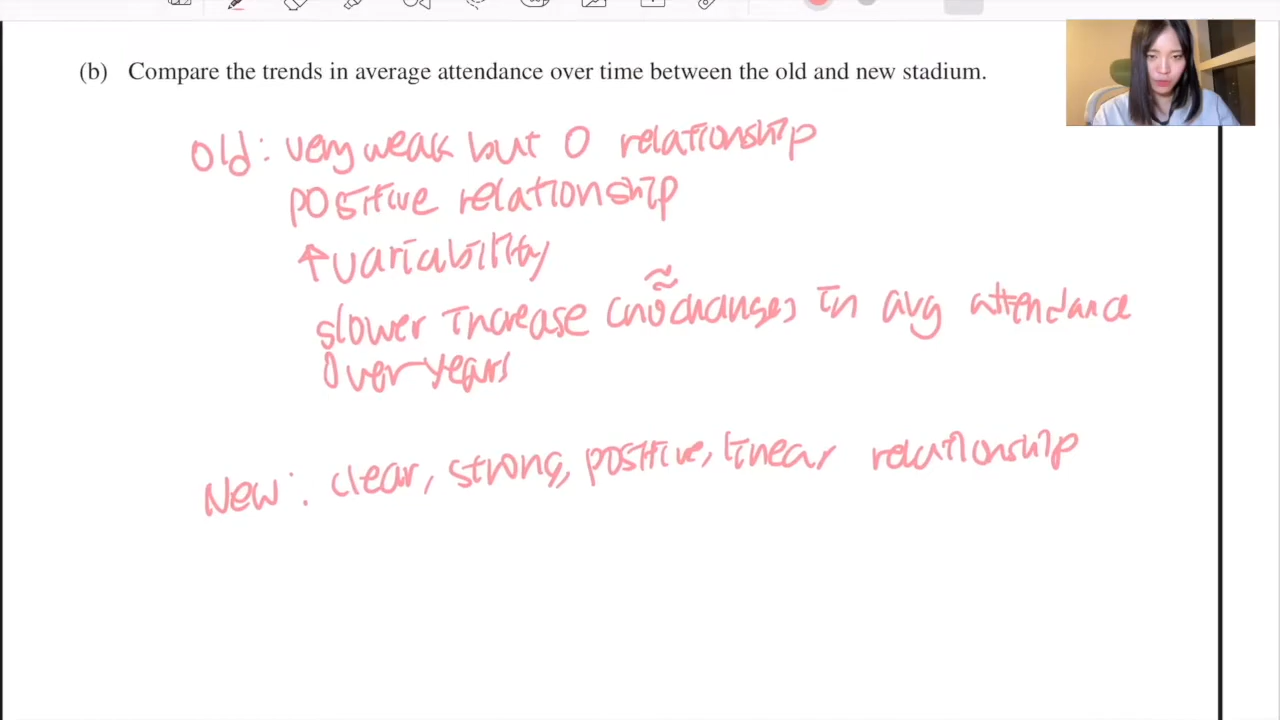 (b) Compare the trends in average attendance over time between the old and new stadium.
old: very weak but 0 relationship
positive relationship
↑ variability
slower increase (no changes) in avg attendance
over years
New: clear, strong, positive, linear relationship